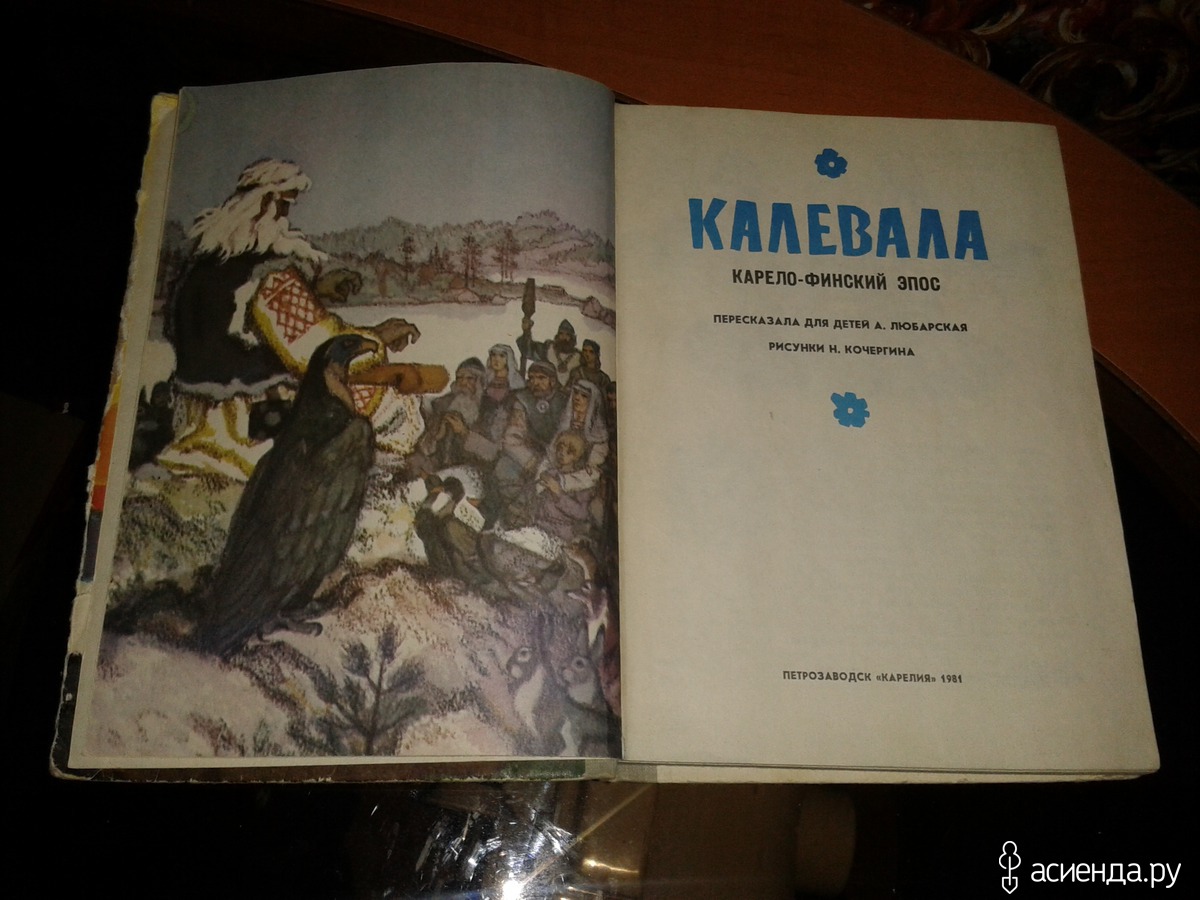 КАЛЕВАЛА
КАРЕЛО-ФИНСКИЙ ЭПОС
ПЕРЕСКАЗАЛА ДЛЯ ДЕТЕЙ А. ЛЮБАРСКАЯ
РИСУНКИ Н. КОЧЕРГИНА
ПЕТРОЗАВОДСК «КАРЕЛИЯ» 1981
асиенда.ру